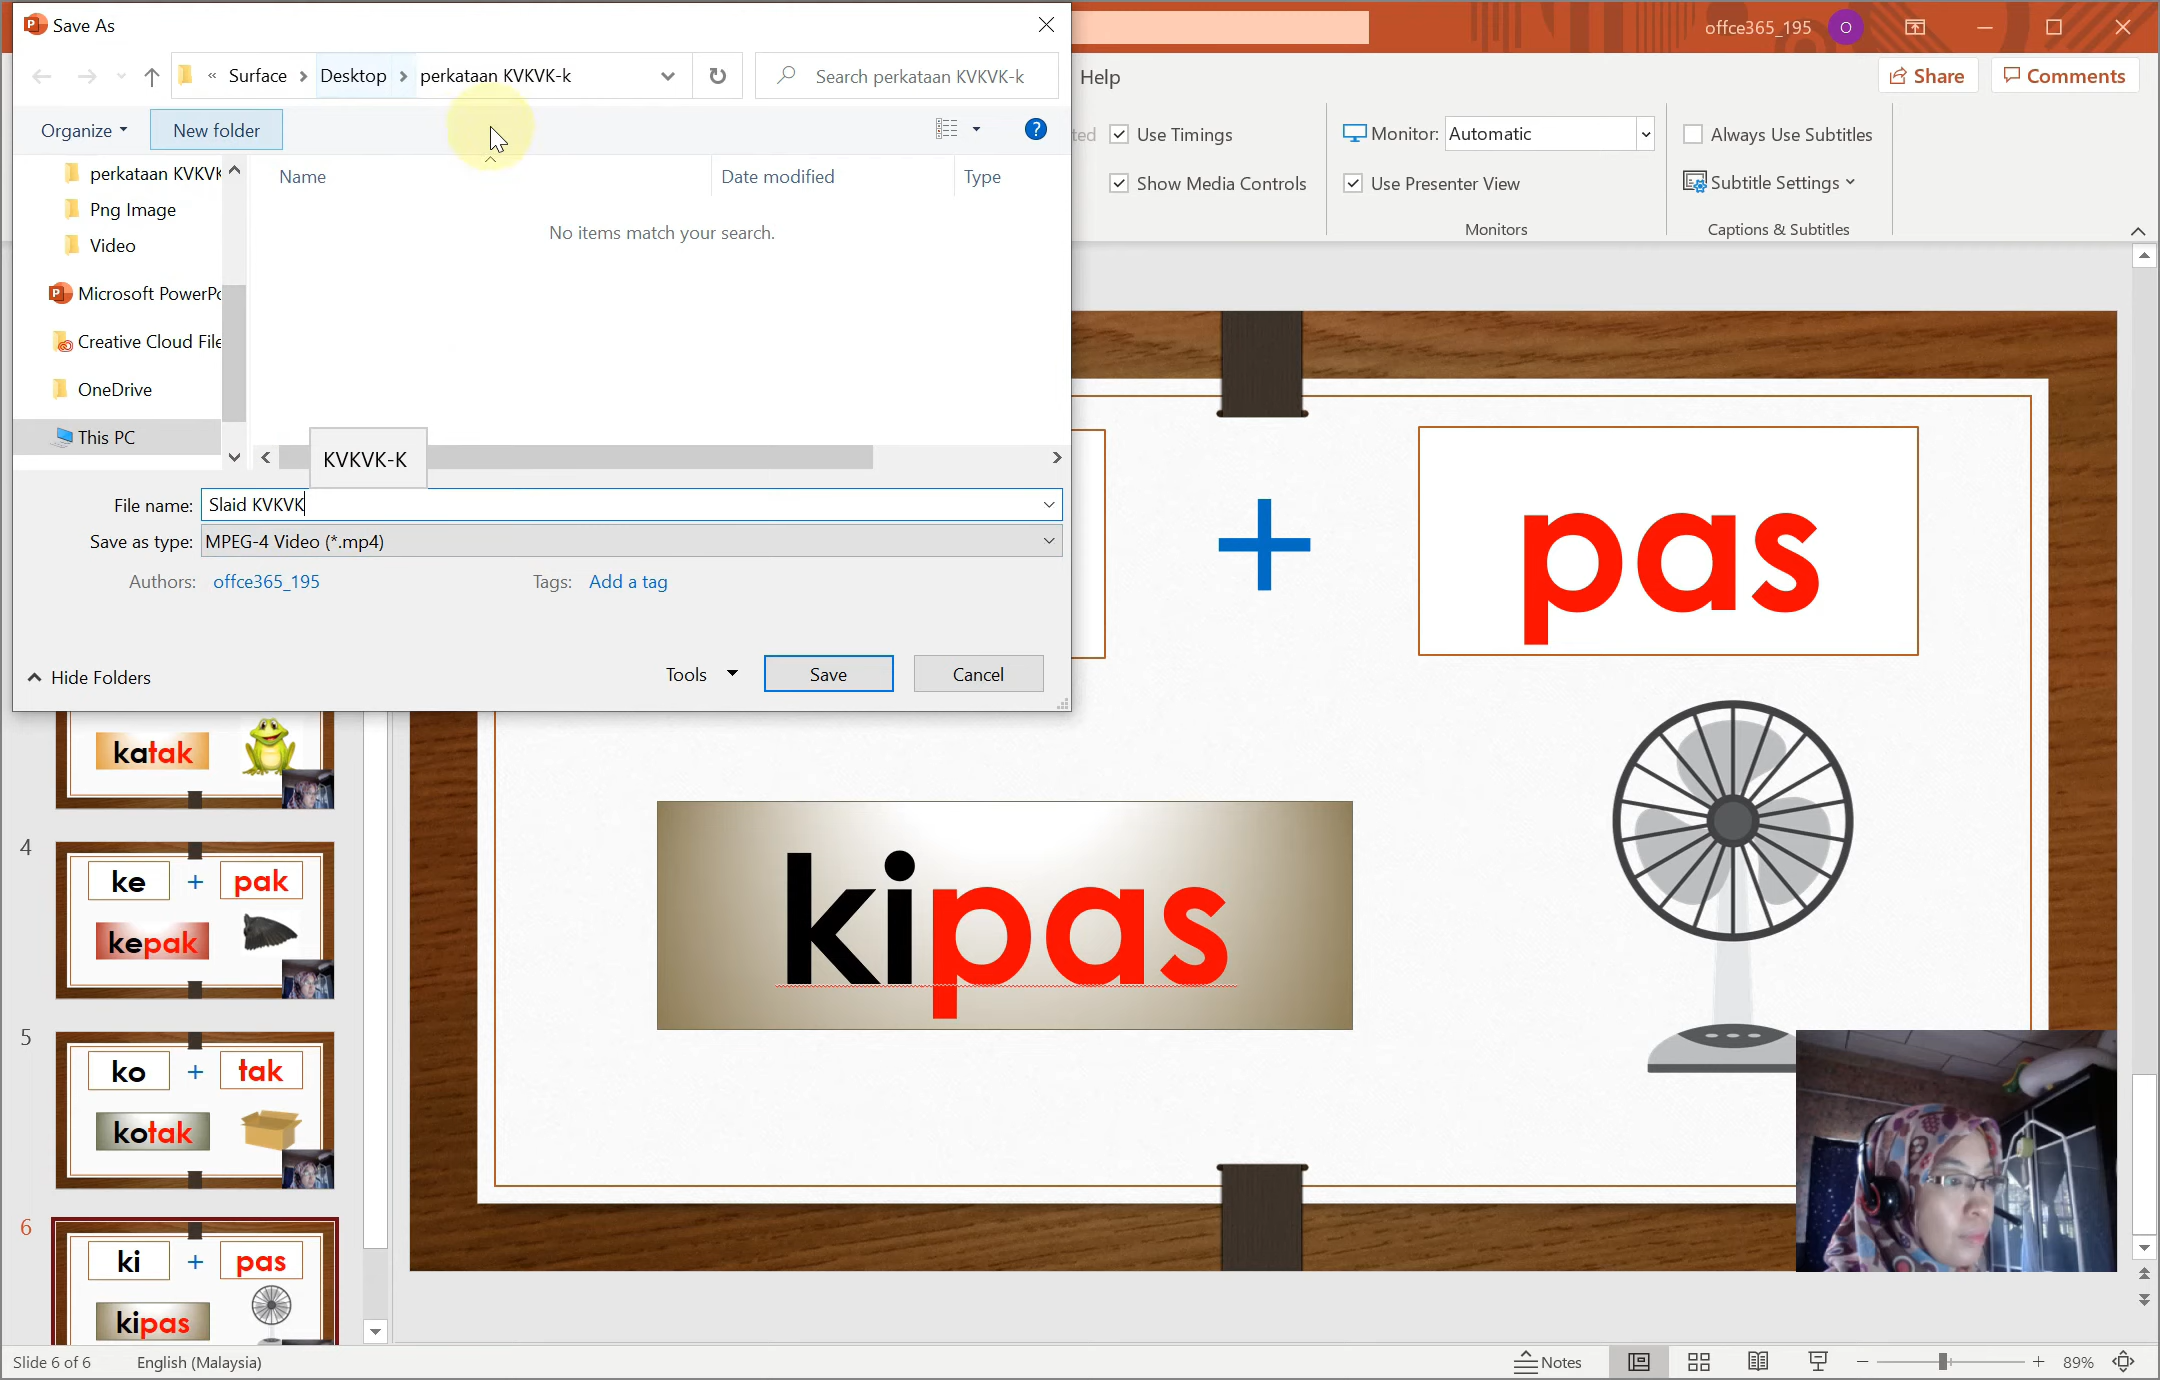 Save As
offce365_195
O
« Surface > Desktop > perkataan KVKVK-k
Search perkataan KVKVK-k
Help
Share
Comments
Organize
New folder
?
Use Timings
Monitor: Automatic
Always Use Subtitles
Show Media Controls
Use Presenter View
Subtitle Settings
Monitors
Captions & Subtitles
perkataan KVKVK
Png Image
Video
Microsoft PowerPo
Creative Cloud File
OneDrive
This PC
Name
Date modified
Type
No items match your search.
KVKVK-K
File name: Slaid KVKVK
Save as type: MPEG-4 Video (*.mp4)
Authors: offce365_195
Tags: Add a tag
Hide Folders
Tools
Save
Cancel
+
pas
kipas
katak
4
ke + pak
kepak
5
ko + tak
kotak
6
ki + pas
kipas
Slide 6 of 6
English (Malaysia)
Notes
89%